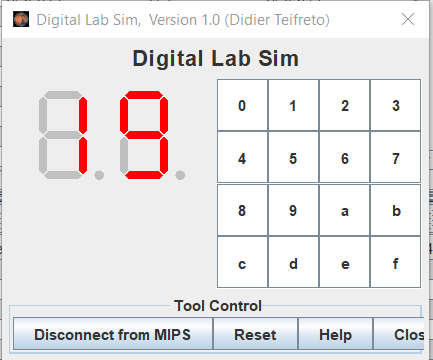 Digital Lab Sim, Version 1.0 (Didier Teifreto)
Digital Lab Sim
19
0 1 2 3
4 5 6 7
8 9 a b
c d e f
Tool Control
Disconnect from MIPS Reset Help Clos